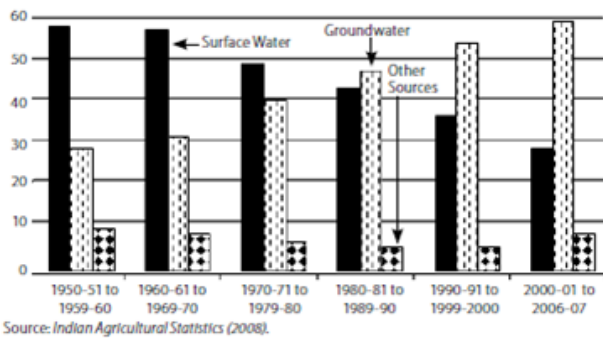 60
Surface Water
Groundwater
50
Other
Sources
40
30
20
10
0
1950-51 to
1959-60
1960-61 to
1969-70
1970-71 to
1979-80
1980-81 to
1989-90
1990-91 to
1999-2000
2000-01 to
2006-07
Source: Indian Agricultural Statistics (2008).